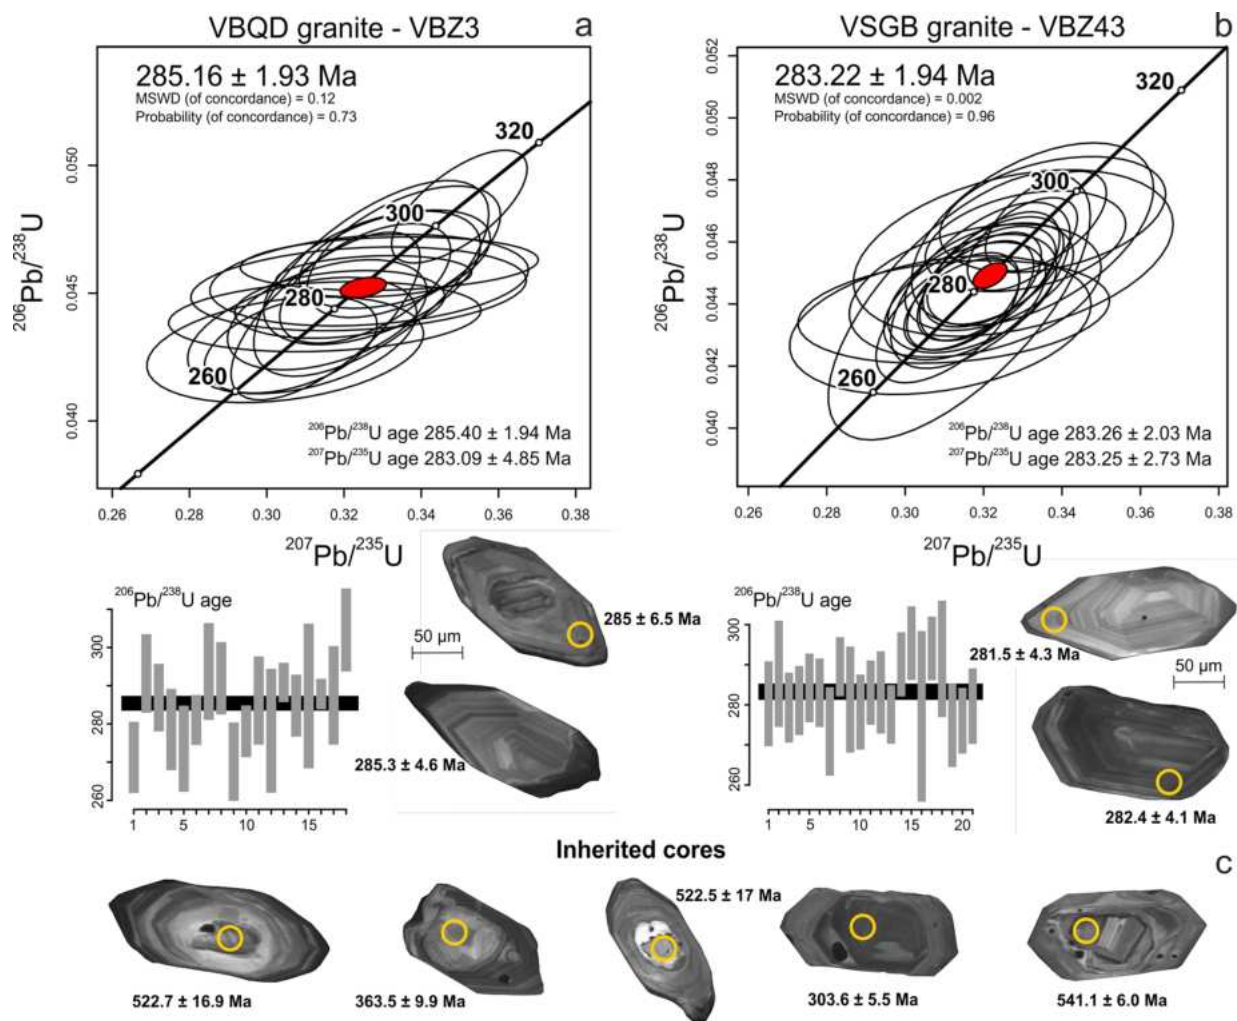 VBQD granite - VBZ3
a
285.16 ± 1.93 Ma
MSWD (of concordance) = 0.12
Probability (of concordance) = 0.73
320
300
280
260
0.050
0.045
0.040
²⁰⁶Pb/²³⁸U
²⁰⁶Pb/²³⁸U age 285.40 ± 1.94 Ma
²⁰⁷Pb/²³⁵U age 283.09 ± 4.85 Ma
0.26 0.28 0.30 0.32 0.34 0.36 0.38
²⁰⁷Pb/²³⁵U
VSGB granite - VBZ43
b
283.22 ± 1.94 Ma
MSWD (of concordance) = 0.002
Probability (of concordance) = 0.96
320
300
280
260
0.052
0.050
0.048
0.046
0.044
0.042
0.040
²⁰⁶Pb/²³⁸U
²⁰⁶Pb/²³⁸U age 283.26 ± 2.03 Ma
²⁰⁷Pb/²³⁵U age 283.25 ± 2.73 Ma
0.26 0.28 0.30 0.32 0.34 0.36 0.38
²⁰⁷Pb/²³⁵U
²⁰⁶Pb/²³⁸U age
300
280
260
1 5 10 15
50 µm
285 ± 6.5 Ma
285.3 ± 4.6 Ma
²⁰⁶Pb/²³⁸U age
300
280
260
1 5 10 15 20
281.5 ± 4.3 Ma
50 µm
282.4 ± 4.1 Ma
Inherited cores
c
522.7 ± 16.9 Ma
363.5 ± 9.9 Ma
522.5 ± 17 Ma
303.6 ± 5.5 Ma
541.1 ± 6.0 Ma